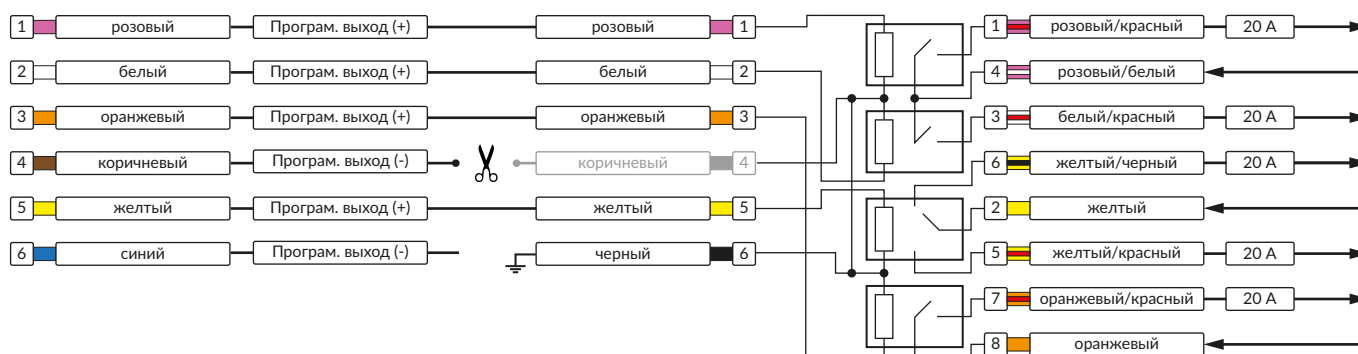 1 розовый Програм. выход (+) розовый 1 1 розовый/красный 20 А
2 белый Програм. выход (+) белый 2 4 розовый/белый
3 оранжевый Програм. выход (+) оранжевый 3 3 белый/красный 20 А
4 коричневый Програм. выход (-) коричневый 4 6 желтый/черный 20 А
5 желтый Програм. выход (+) желтый 5 2 желтый
6 синий Програм. выход (-) черный 6 5 желтый/красный 20 А
7 оранжевый/красный 20 А
8 оранжевый